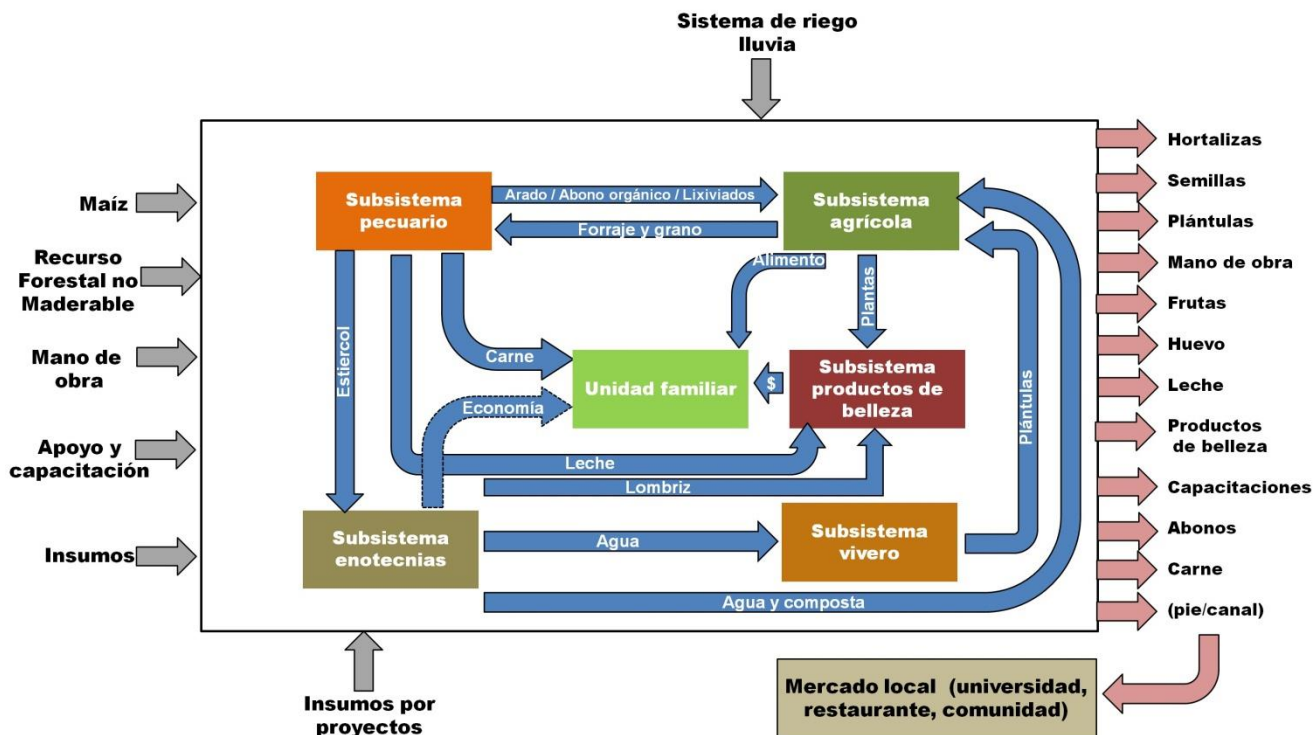 Sistema de riego
lluvia
Maíz
Recurso
Forestal no
Maderable
Mano de
obra
Apoyo y
capacitación
Insumos
Insumos por
proyectos
Subsistema
pecuario
Arado / Abono orgánico / Lixiviados
Forraje y grano
Subsistema
agrícola
Alimento
Plantas
Estiercol
Carne
Unidad familiar
$
Subsistema
productos de
belleza
Economía
Leche
Lombriz
Plántulas
Subsistema
enotecnias
Agua
Subsistema
vivero
Agua y composta
Hortalizas
Semillas
Plántulas
Mano de obra
Frutas
Huevo
Leche
Productos
de belleza
Capacitaciones
Abonos
Carne
(pie/canal)
Mercado local (universidad,
restaurante, comunidad)